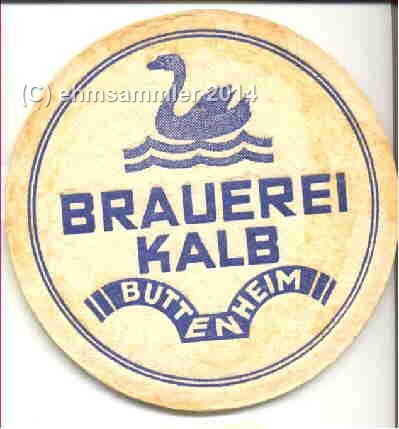 (C) ehmsammler 2014
BRAUEREI
KALB
BUTTENHEIM